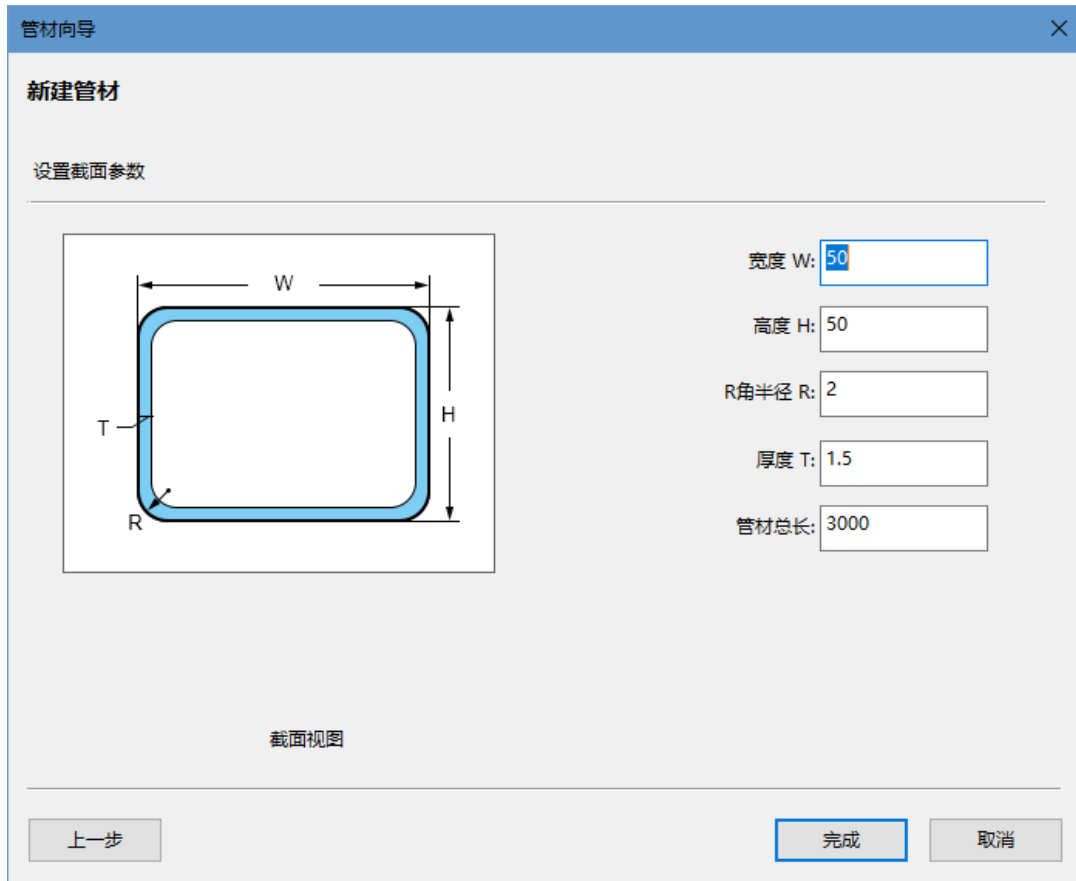 管材向导
新建管材
设置截面参数
W
H
T
R
宽度 W: 50
高度 H: 50
R角半径 R: 2
厚度 T: 1.5
管材总长: 3000
截面视图
上一步
完成
取消